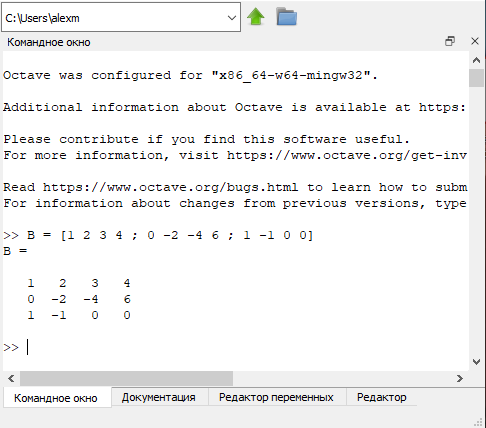 C:\Users\alexm
Командное окно
Octave was configured for "x86_64-w64-mingw32".
Additional information about Octave is available at https:
Please contribute if you find this software useful.
For more information, visit https://www.octave.org/get-inv
Read https://www.octave.org/bugs.html to learn how to subm
For information about changes from previous versions, type
>> B = [1 2 3 4 ; 0 -2 -4 6 ; 1 -1 0 0]
B =
1 2 3 4
0 -2 -4 6
1 -1 0 0
>>
Командное окно Документация Редактор переменных Редактор